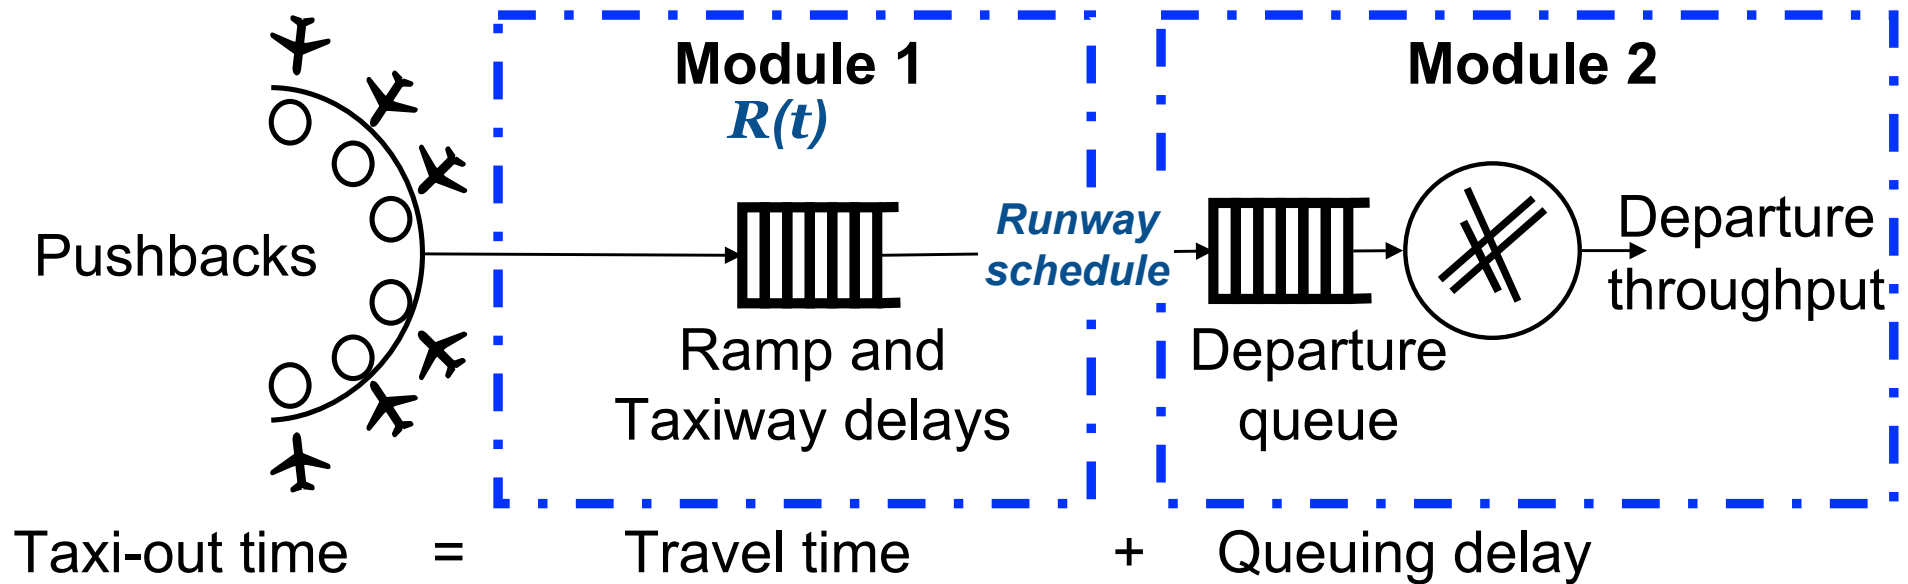 Module 1
R(t)
Module 2
Pushbacks
Runway
schedule
Departure
throughput
Ramp and
Taxiway delays
Departure
queue
Taxi-out time = Travel time + Queuing delay